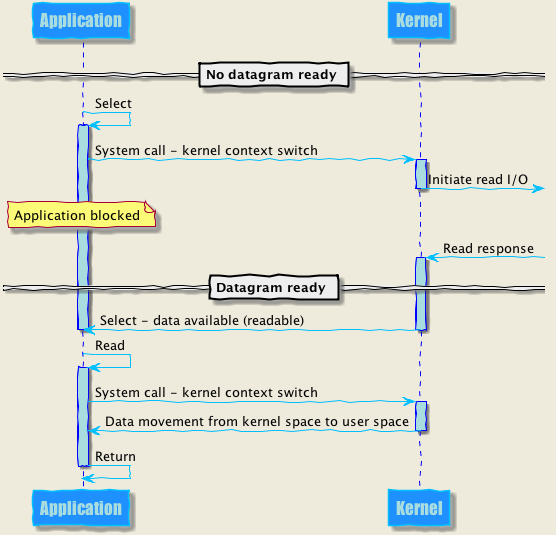 Application
Kernel
No datagram ready
Select
System call - kernel context switch
Initiate read I/O
Application blocked
Read response
Datagram ready
Select - data available (readable)
Read
System call - kernel context switch
Data movement from kernel space to user space
Return
Application
Kernel